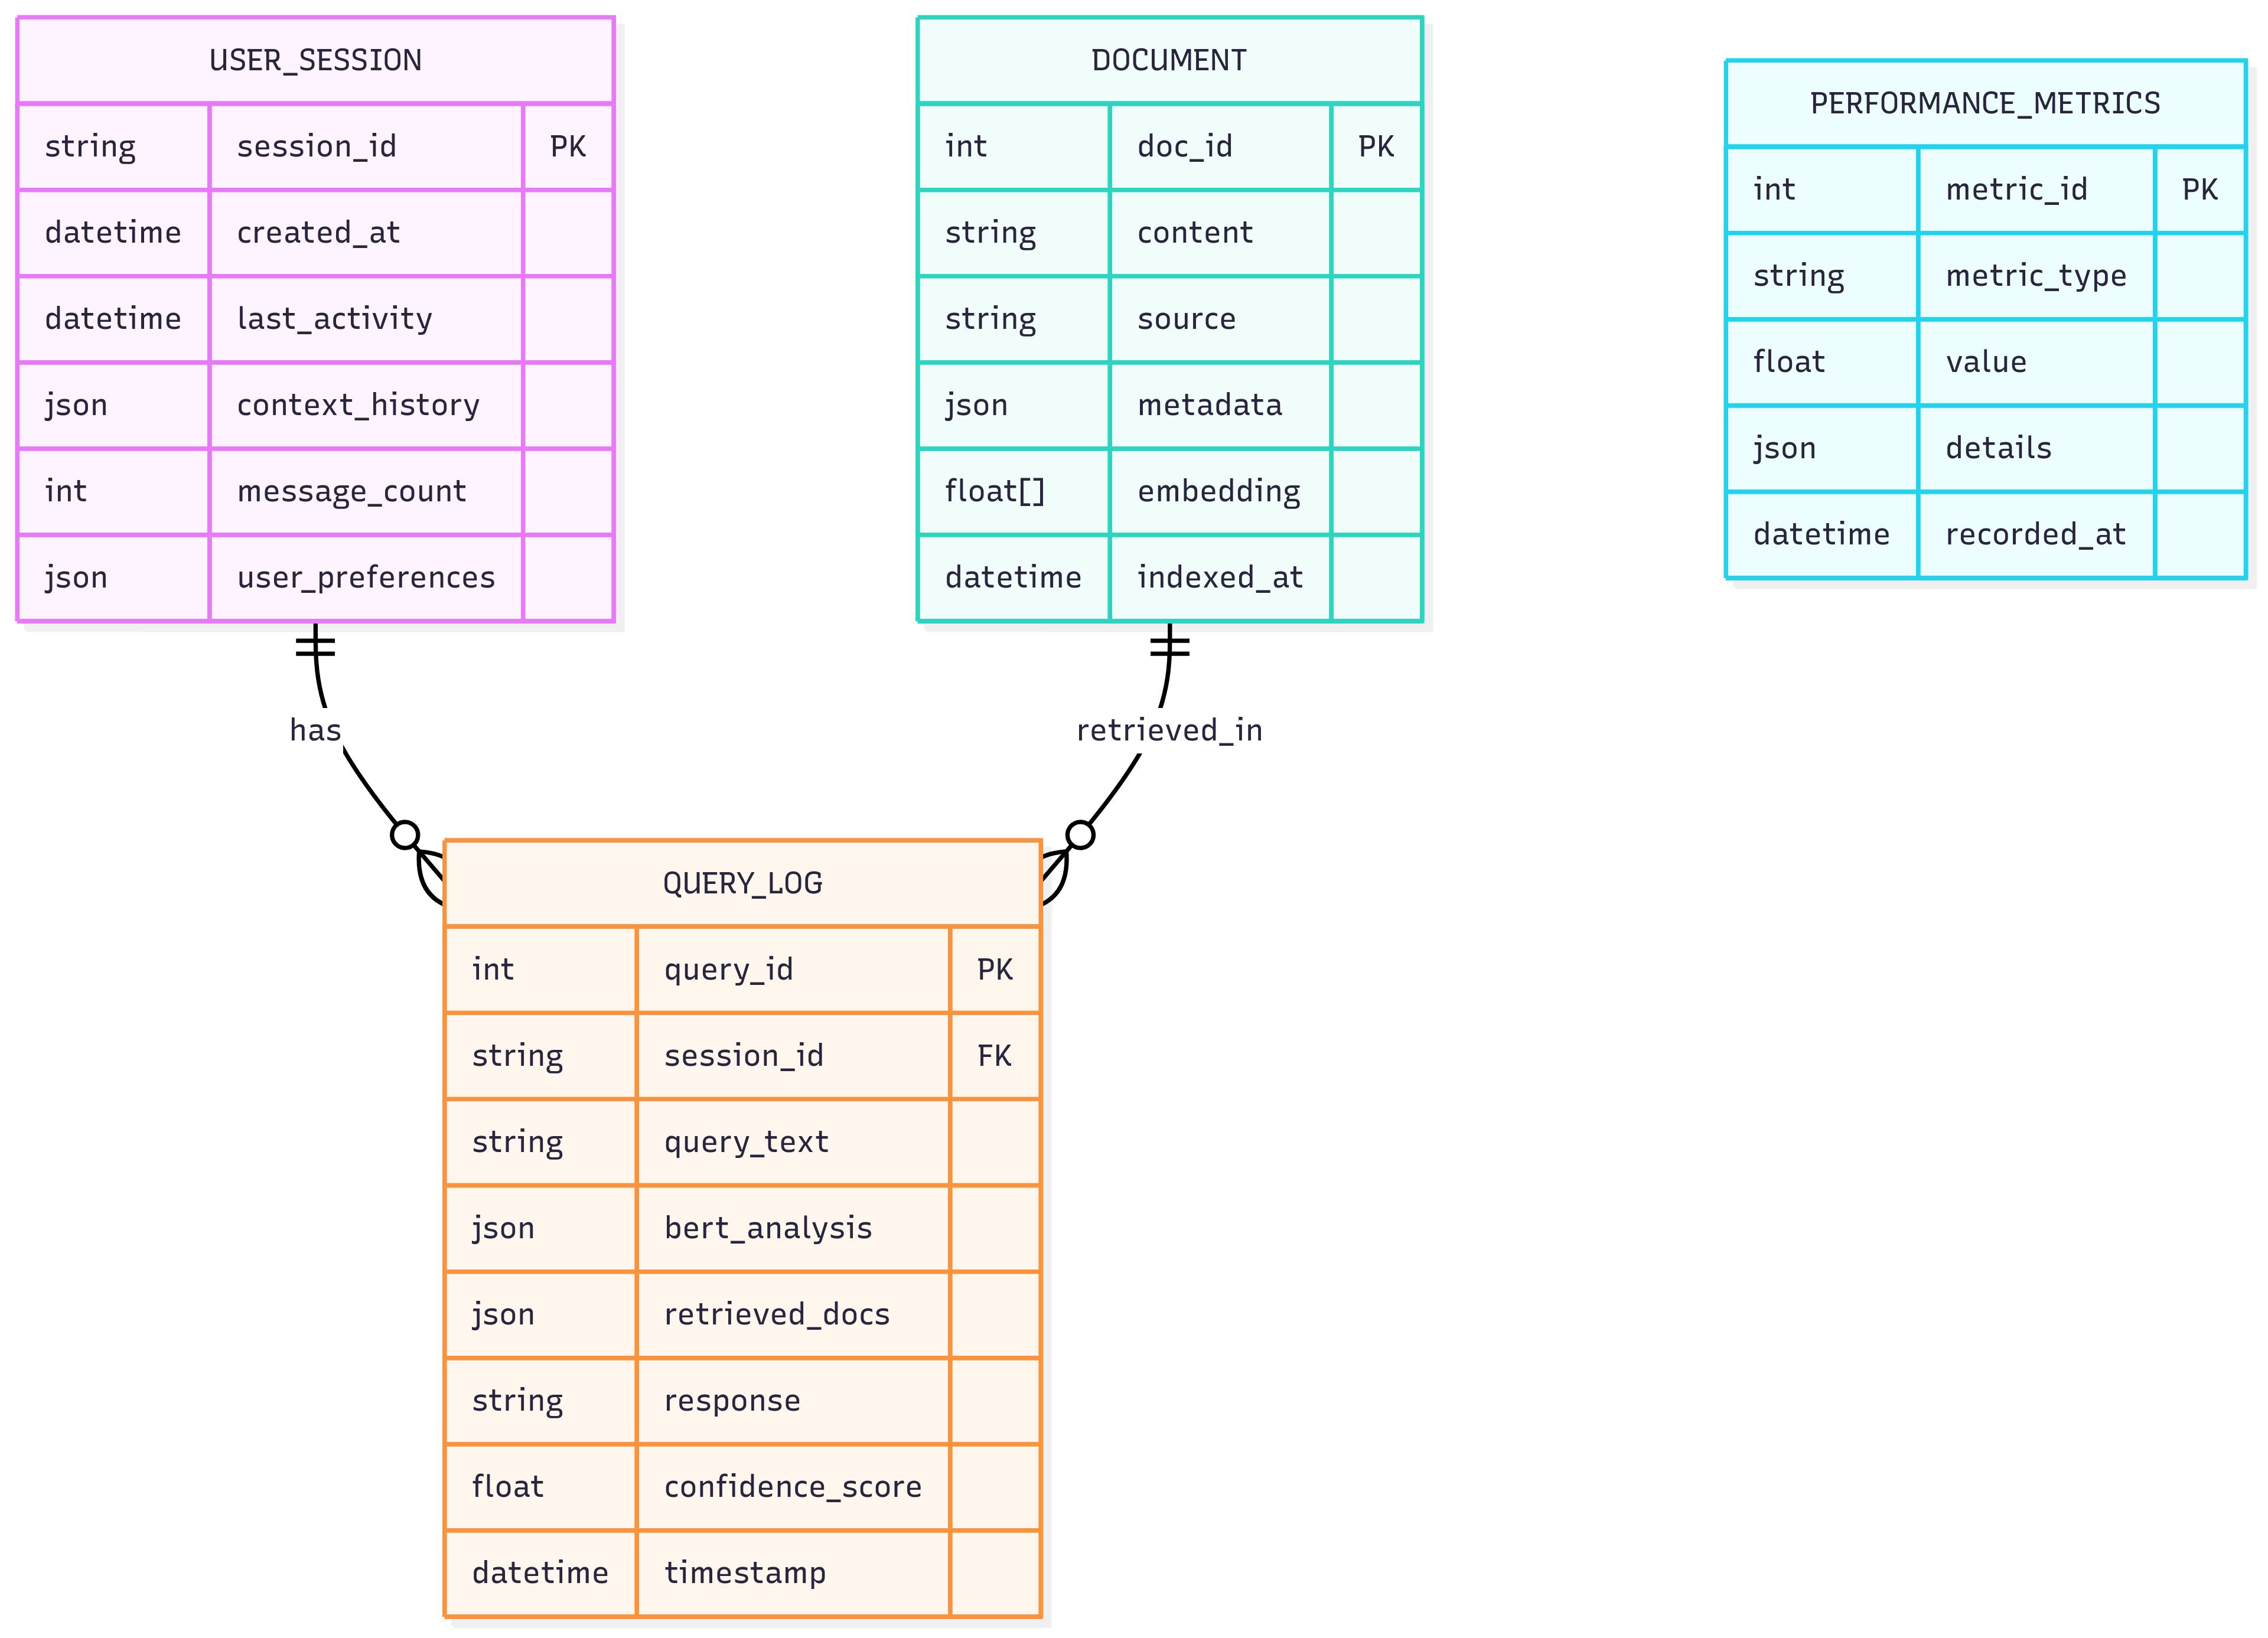 USER_SESSION
string session_id PK
datetime created_at
datetime last_activity
json context_history
int message_count
json user_preferences
DOCUMENT
int doc_id PK
string content
string source
json metadata
float[] embedding
datetime indexed_at
PERFORMANCE_METRICS
int metric_id PK
string metric_type
float value
json details
datetime recorded_at
has
retrieved_in
QUERY_LOG
int query_id PK
string session_id FK
string query_text
json bert_analysis
json retrieved_docs
string response
float confidence_score
datetime timestamp